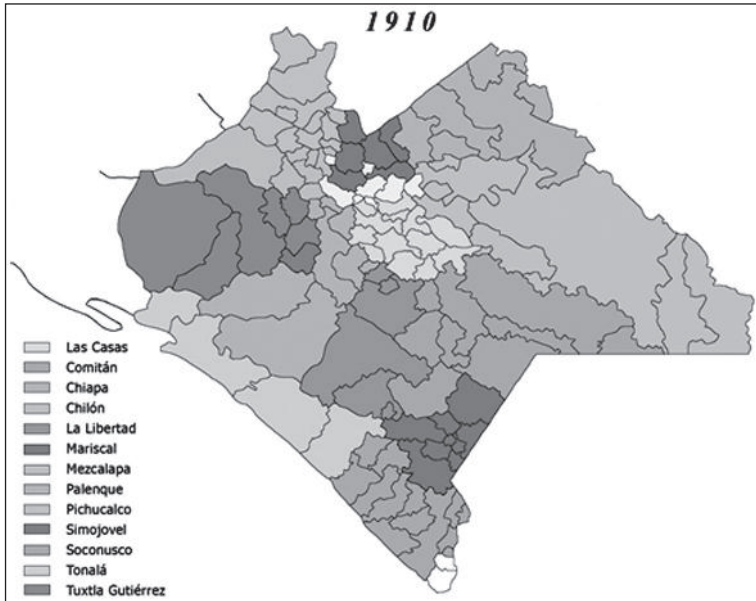 1910
Las Casas
Comitán
Chiapa
Chilón
La Libertad
Mariscal
Mezcalapa
Palenque
Pichucalco
Simojovel
Soconusco
Tonalá
Tuxtla Gutiérrez